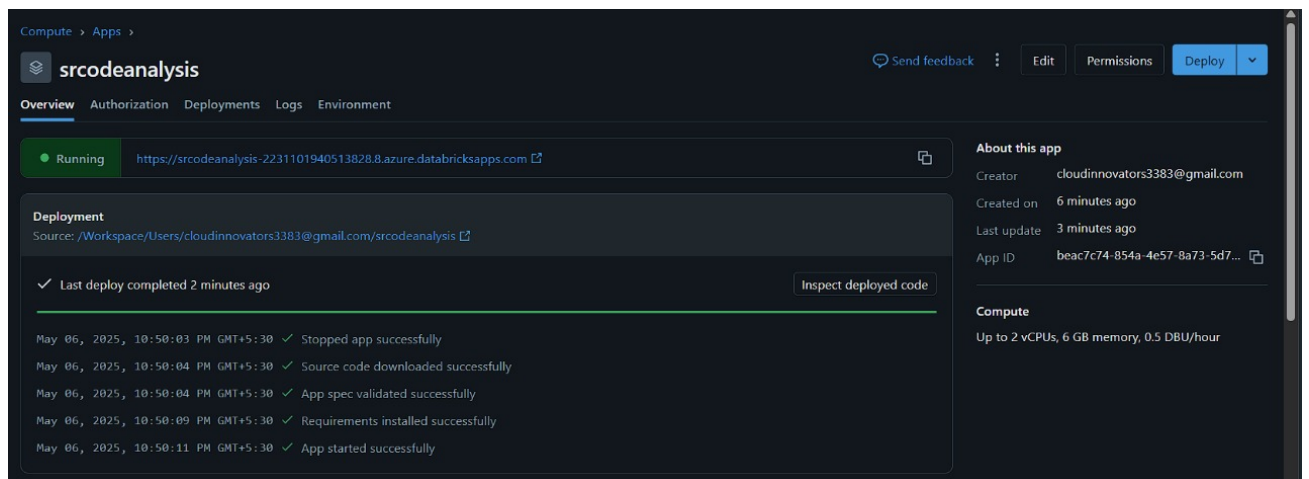 Compute › Apps ›
srcodeanalysis
Send feedback
Edit
Permissions
Deploy
Overview Authorization Deployments Logs Environment
Running
https://srcodeanalysis-2231101940513828.8.azure.databricksapps.com
Deployment
Source: /Workspace/Users/cloudinnovators3383@gmail.com/srcodeanalysis
Last deploy completed 2 minutes ago
Inspect deployed code
May 06, 2025, 10:50:03 PM GMT+5:30 ✓ Stopped app successfully
May 06, 2025, 10:50:04 PM GMT+5:30 ✓ Source code downloaded successfully
May 06, 2025, 10:50:04 PM GMT+5:30 ✓ App spec validated successfully
May 06, 2025, 10:50:09 PM GMT+5:30 ✓ Requirements installed successfully
May 06, 2025, 10:50:11 PM GMT+5:30 ✓ App started successfully
About this app
Creator cloudinnovators3383@gmail.com
Created on 6 minutes ago
Last update 3 minutes ago
App ID beac7c74-854a-4e57-8a73-5d7...
Compute
Up to 2 vCPUs, 6 GB memory, 0.5 DBU/hour